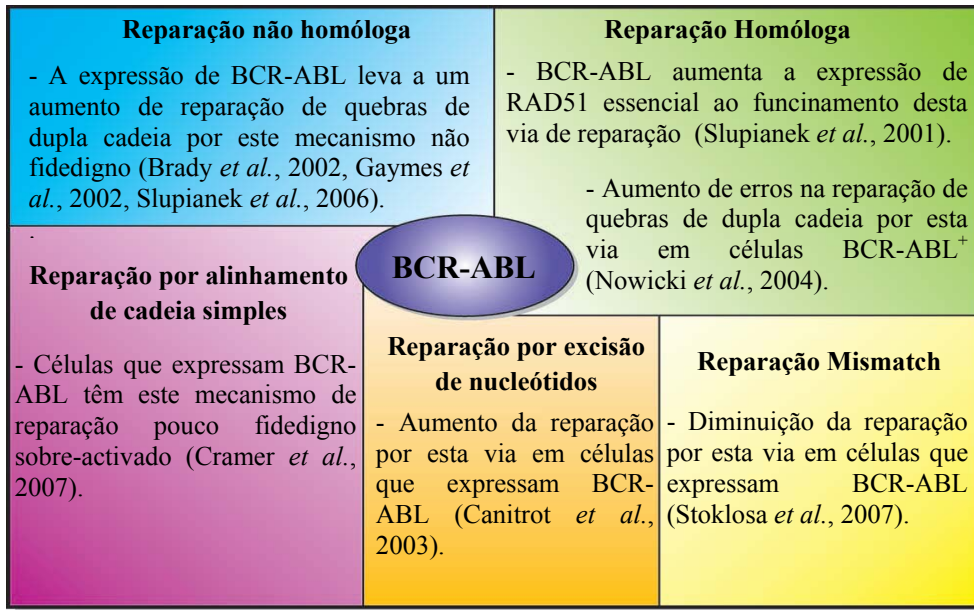 Reparação não homóloga
- A expressão de BCR-ABL leva a um
aumento de reparação de quebras de
dupla cadeia por este mecanismo não
fidedigno (Brady et al., 2002, Gaymes et
al., 2002, Slupianek et al., 2006).
.
Reparação Homóloga
- BCR-ABL aumenta a expressão de
RAD51 essencial ao funcinamento desta
via de reparação (Slupianek et al., 2001).
- Aumento de erros na reparação de
quebras de dupla cadeia por esta
via em células BCR-ABL+
(Nowicki et al., 2004).
BCR-ABL
Reparação por alinhamento
de cadeia simples
- Células que expressam BCR-
ABL têm este mecanismo de
reparação pouco fidedigno
sobre-activado (Cramer et al.,
2007).
Reparação por excisão
de nucleótidos
- Aumento da reparação
por esta via em células
que expressam BCR-
ABL (Canitrot et al.,
2003).
Reparação Mismatch
- Diminuição da reparação
por esta via em células que
expressam BCR-ABL
(Stoklosa et al., 2007).